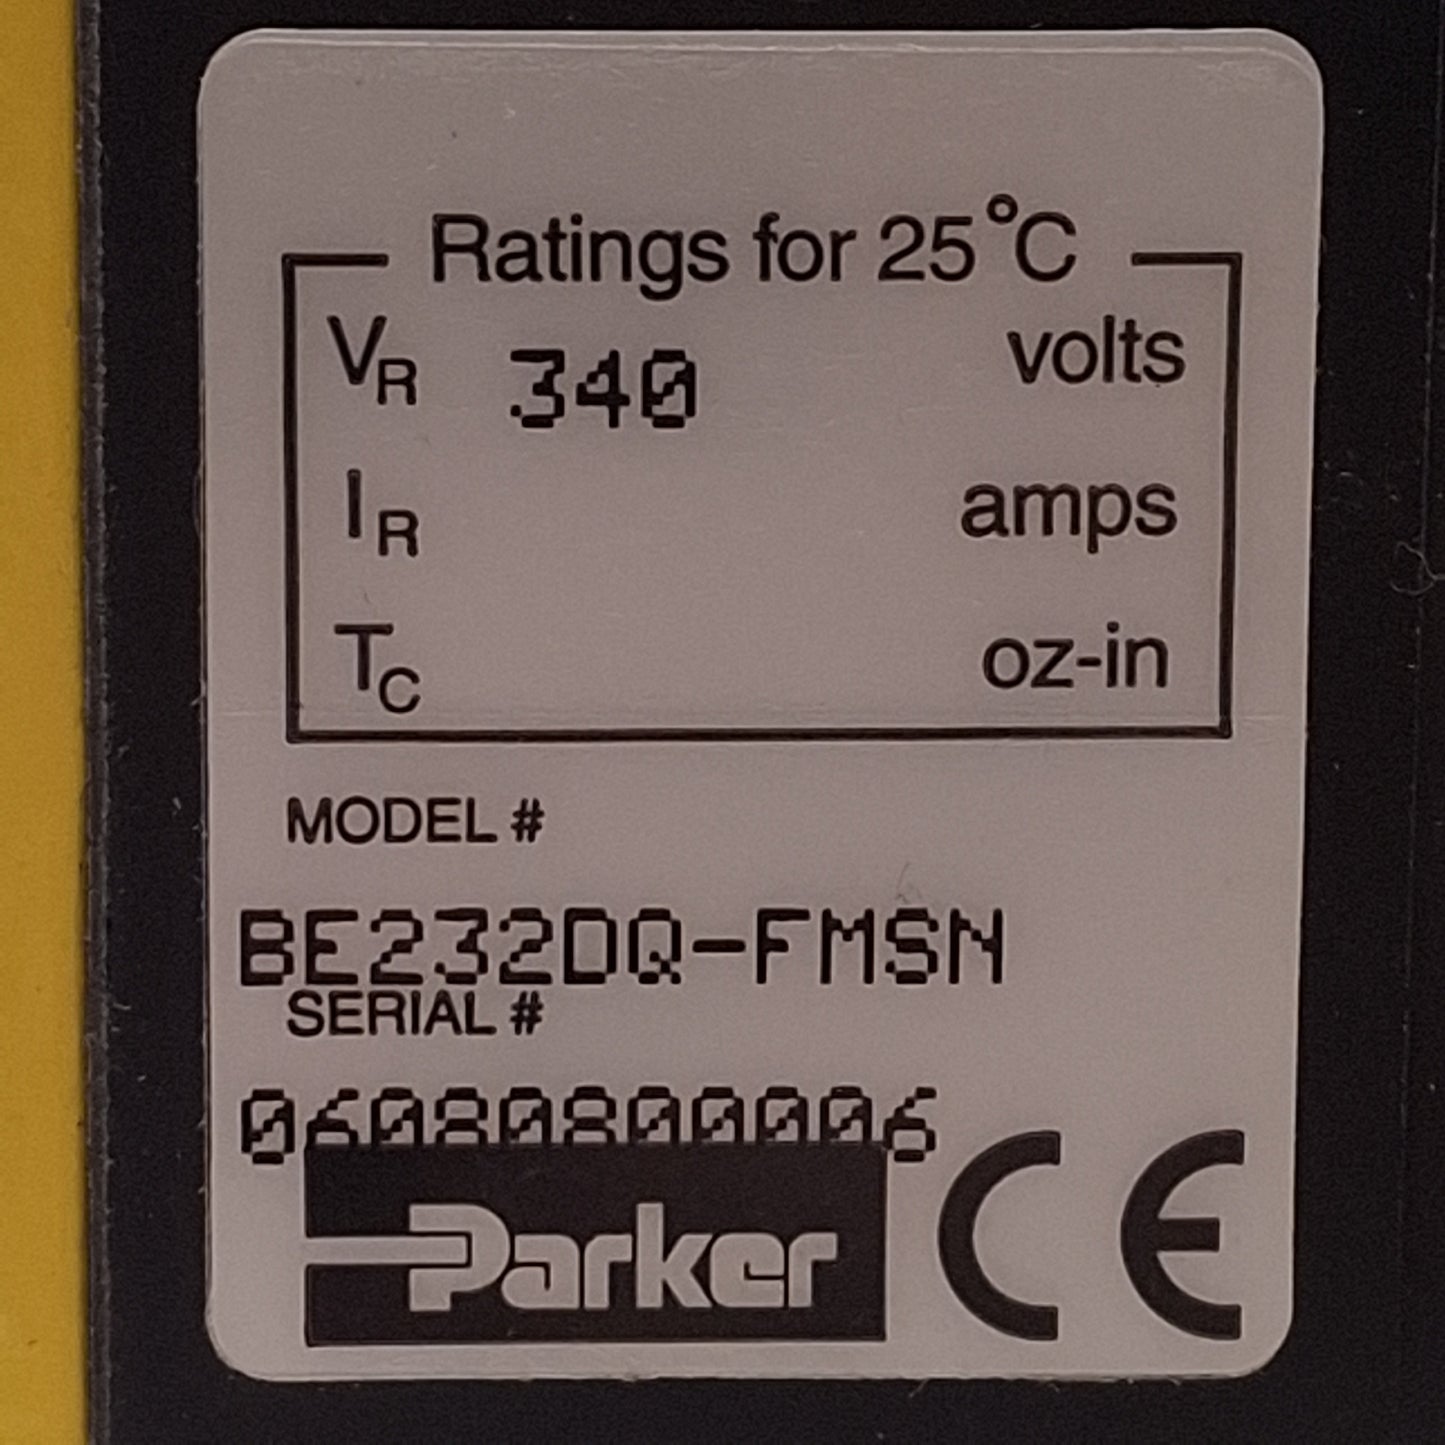 Ratings for 25°C
VR 340 volts
IR amps
TC oz-in
MODEL #
BE232DQ-FMSN
SERIAL #
06080800006
Parker CE